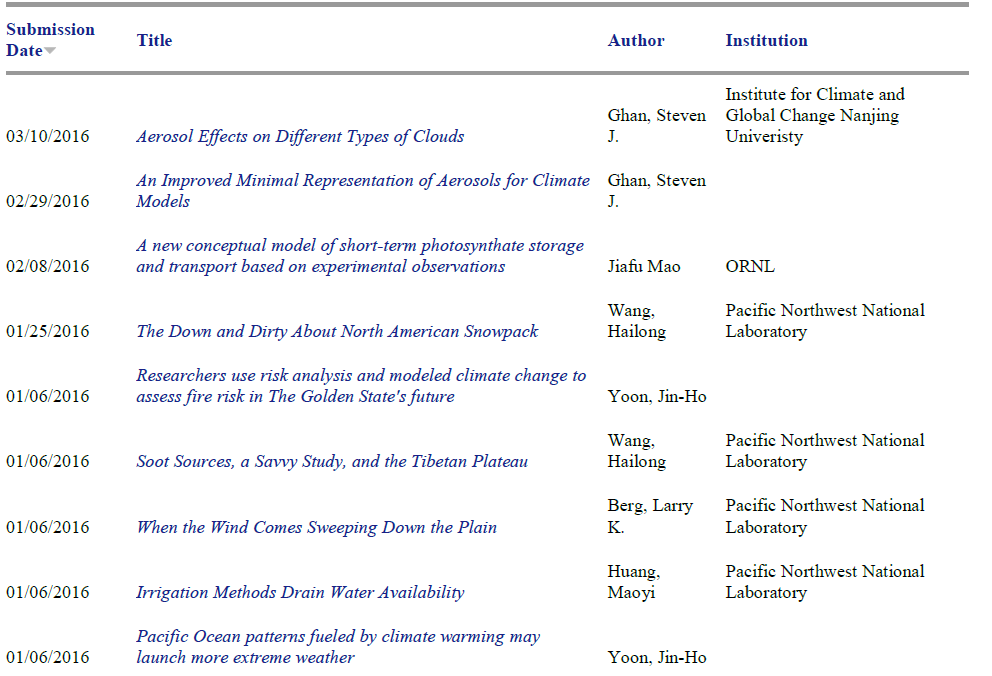 Submission
Date
Title
Author
Institution
03/10/2016
Aerosol Effects on Different Types of Clouds
Ghan, Steven
J.
Institute for Climate and
Global Change Nanjing
Univeristy
02/29/2016
An Improved Minimal Representation of Aerosols for Climate
Models
Ghan, Steven
J.
02/08/2016
A new conceptual model of short-term photosynthate storage
and transport based on experimental observations
Jiafu Mao
ORNL
01/25/2016
The Down and Dirty About North American Snowpack
Wang,
Hailong
Pacific Northwest National
Laboratory
01/06/2016
Researchers use risk analysis and modeled climate change to
assess fire risk in The Golden State's future
Yoon, Jin-Ho
01/06/2016
Soot Sources, a Savvy Study, and the Tibetan Plateau
Wang,
Hailong
Pacific Northwest National
Laboratory
01/06/2016
When the Wind Comes Sweeping Down the Plain
Berg, Larry
K.
Pacific Northwest National
Laboratory
01/06/2016
Irrigation Methods Drain Water Availability
Huang,
Maoyi
Pacific Northwest National
Laboratory
01/06/2016
Pacific Ocean patterns fueled by climate warming may
launch more extreme weather
Yoon, Jin-Ho